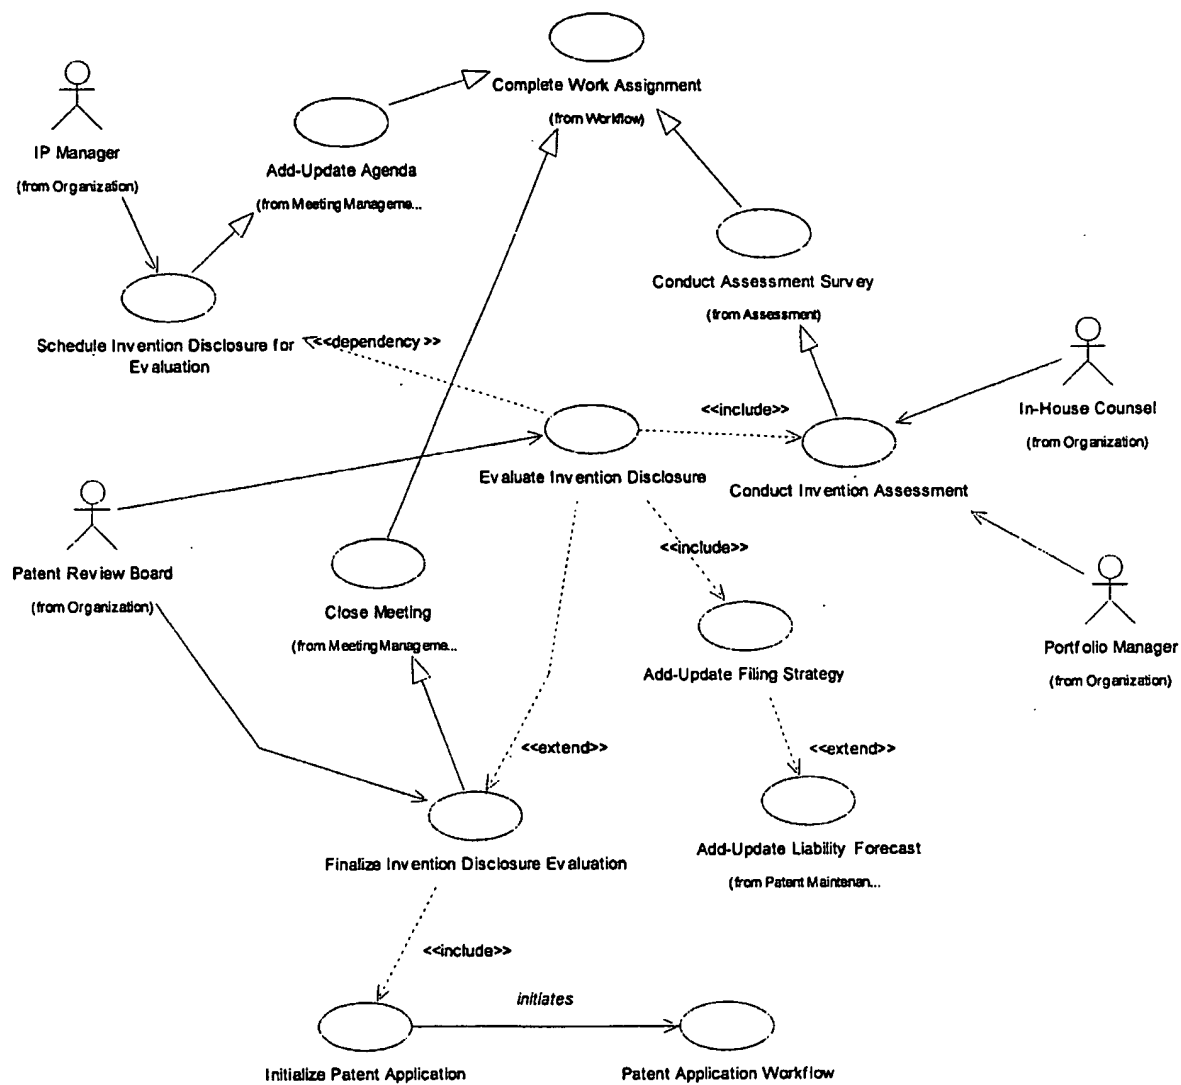 Complete Work Assignment
(from Workflow)
IP Manager
(from Organization)
Add-Update Agenda
(from Meeting Manageme...
Conduct Assessment Survey
(from Assessment)
Schedule Invention Disclosure for
Evaluation
<<dependency >>
In-House Counsel
(from Organization)
<<include>>
Evaluate Invention Disclosure
Conduct Invention Assessment
<<include>>
Patent Review Board
(from Organization)
Close Meeting
(from Meeting Manageme...
Portfolio Manager
(from Organization)
Add-Update Filing Strategy
<<extend>>
<<extend>>
Finalize Invention Disclosure Evaluation
Add-Update Liability Forecast
(from Patent Maintenan...
<<include>>
initiates
Initialize Patent Application
Patent Application Workflow